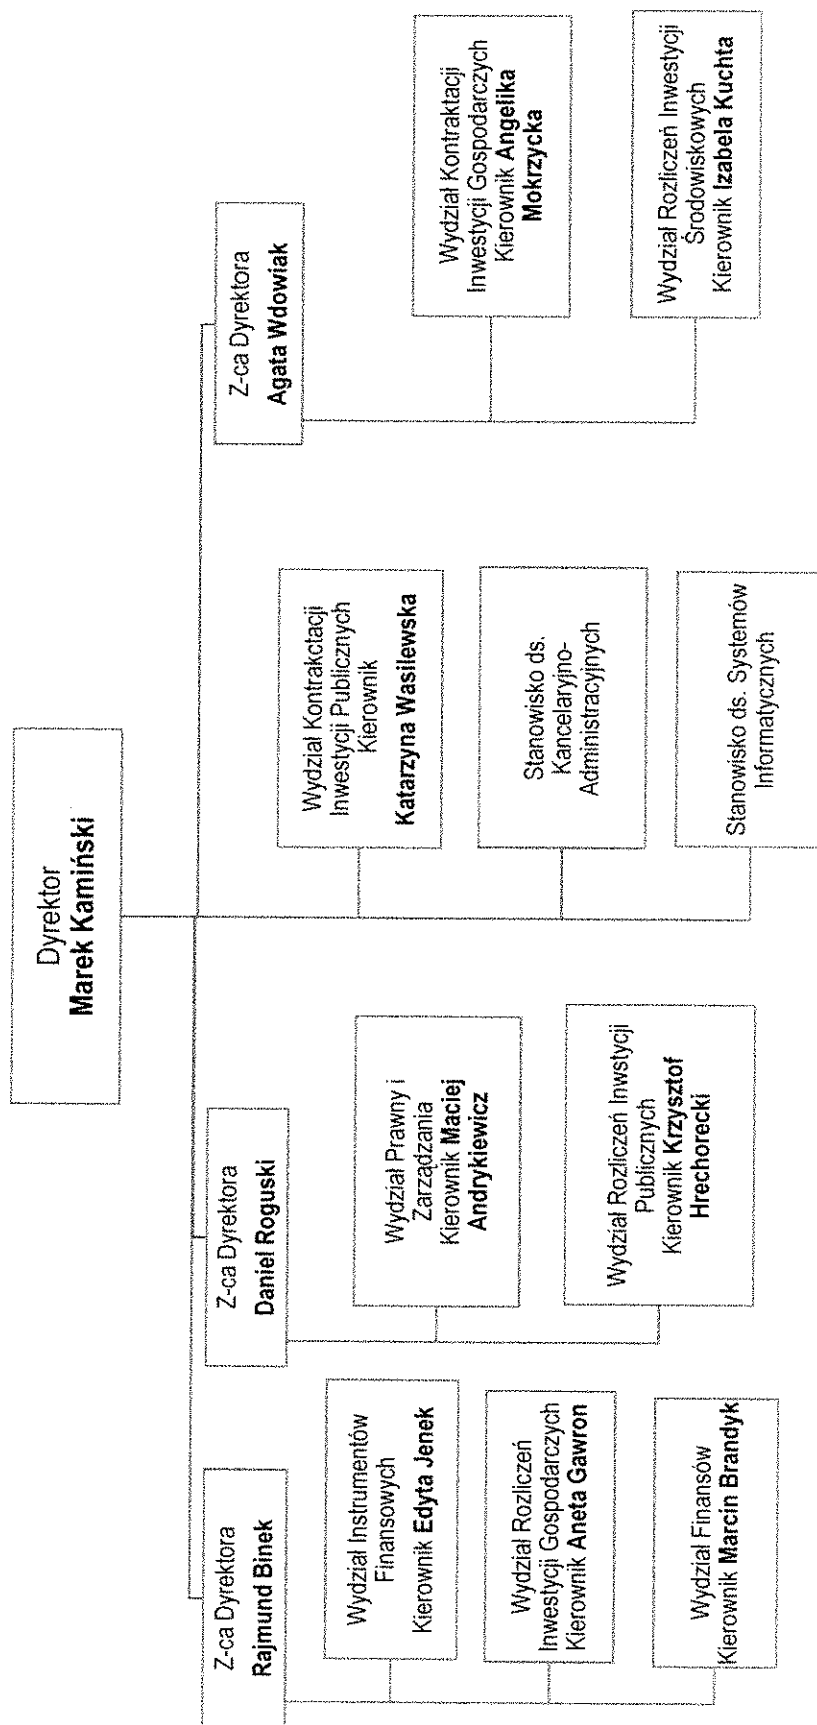 Dyrektor
Marek Kamiński
Z-ca Dyrektora
Rajmund Binek
Wydział Instrumentów
Finansowych
Kierownik Edyta Jenek
Wydział Rozliczeń
Inwestycji Gospodarczych
Kierownik Aneta Gawron
Wydział Finansów
Kierownik Marcin Brandyk
Z-ca Dyrektora
Daniel Roguski
Wydział Prawny i
Zarządzania
Kierownik Maciej
Andrykiewicz
Wydział Rozliczeń Inwstycji
Publicznych
Kierownik Krzysztof
Hrechorecki
Wydział Kontrakctacji
Inwestycji Publicznych
Kierownik
Katarzyna Wasilewska
Stanowisko ds.
Kancelaryjno-
Administracyjnych
Stanowisko ds. Systemów
Informatycznych
Z-ca Dyrektora
Agata Wdowiak
Wydział Kontraktacji
Inwestycji Gospodarczych
Kierownik Angelika
Mokrzycka
Wydział Rozliczeń Inwestycji
Środowiskowych
Kierownik Izabela Kuchta